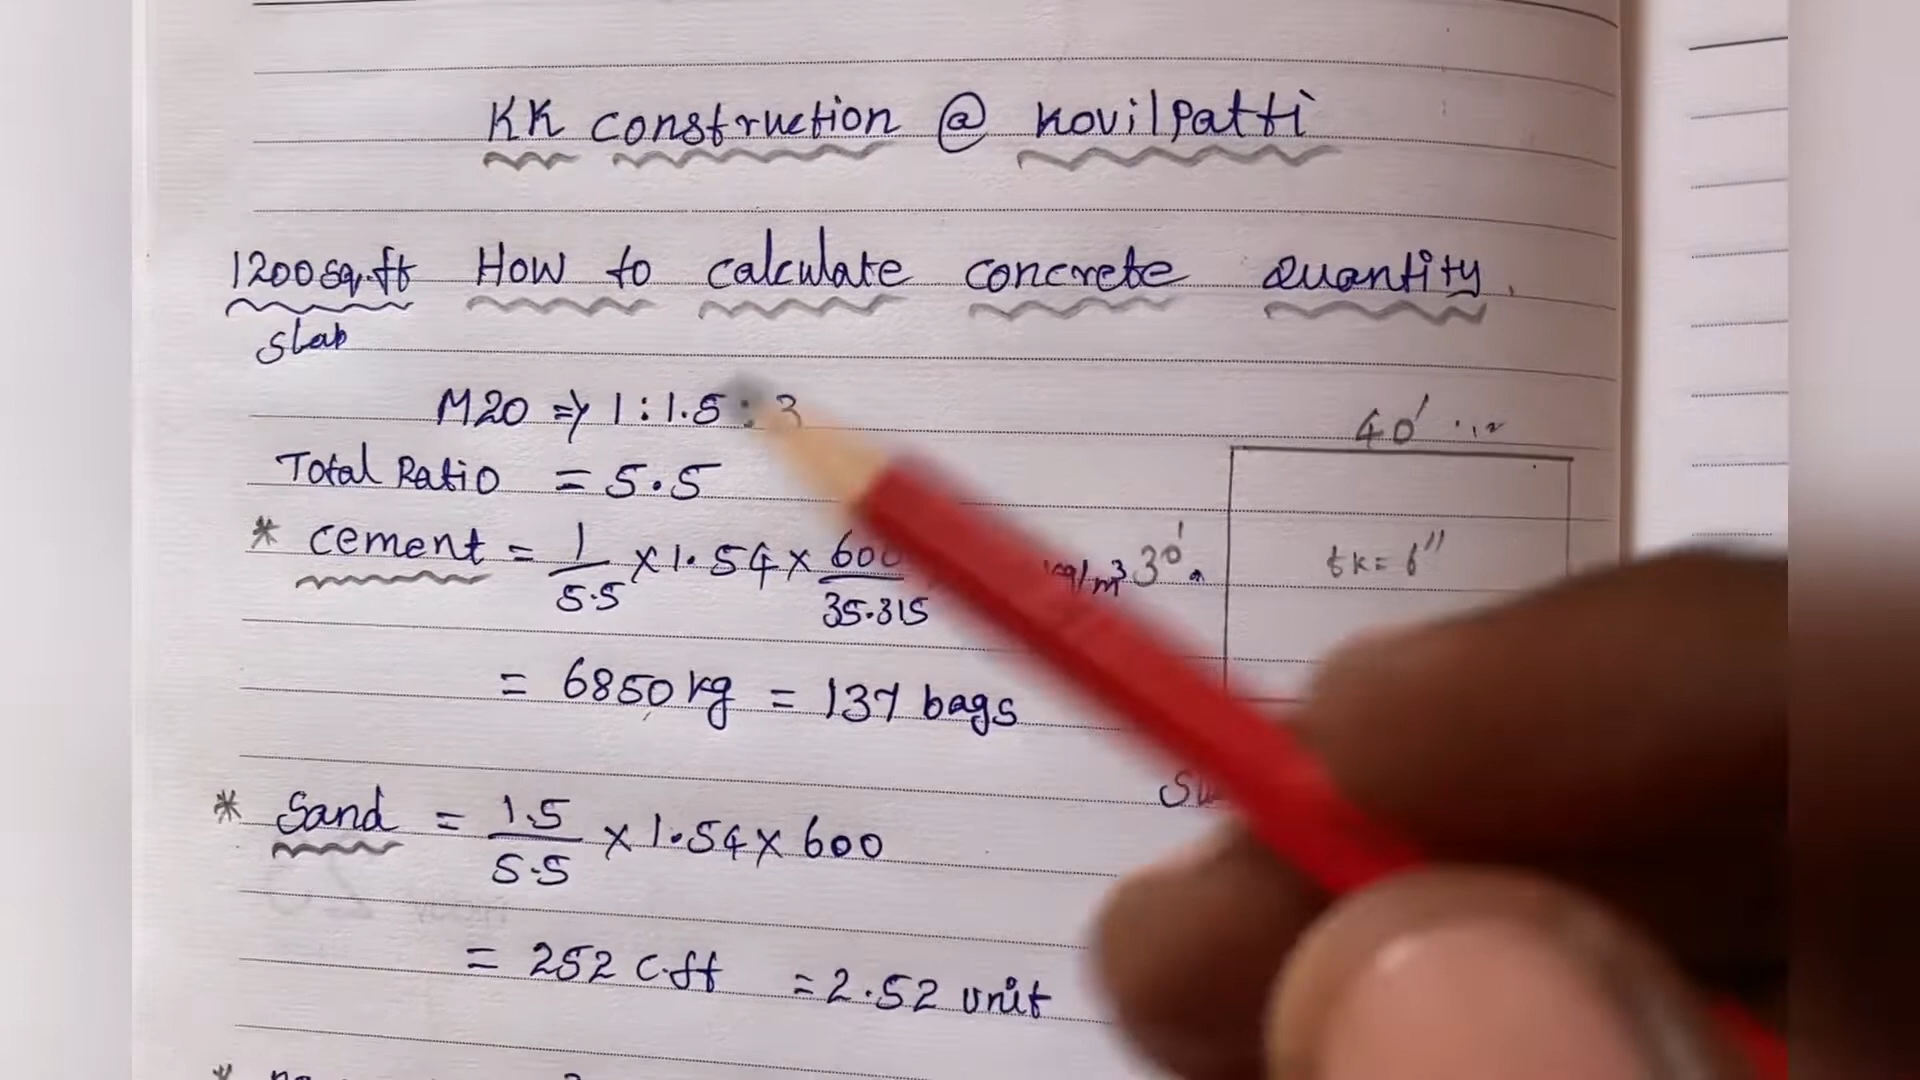 KK construction @ kovilpatti
1200sq.ft How to calculate concrete quantity.
slab
M20 => 1:1.5:3
Total Ratio = 5.5
40'
* cement = 1/5.5 x 1.54 x 600/35.315 kg/m³
30'
tk = 6"
= 6850 kg = 137 bags
* Sand = 1.5/5.5 x 1.54 x 600
= 252 c.ft = 2.52 unit